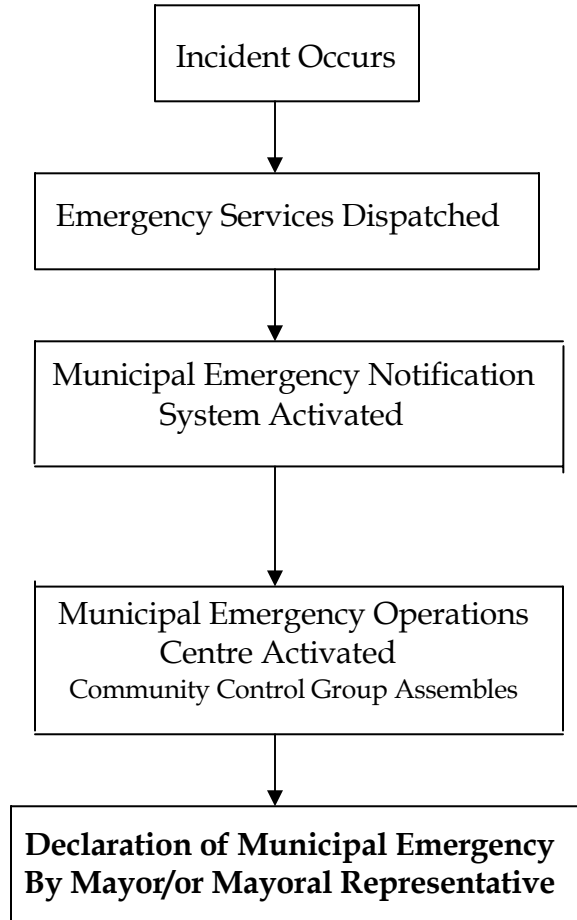 Incident Occurs
Emergency Services Dispatched
Municipal Emergency Notification
System Activated
Municipal Emergency Operations
Centre Activated
Community Control Group Assembles
Declaration of Municipal Emergency
By Mayor/or Mayoral Representative